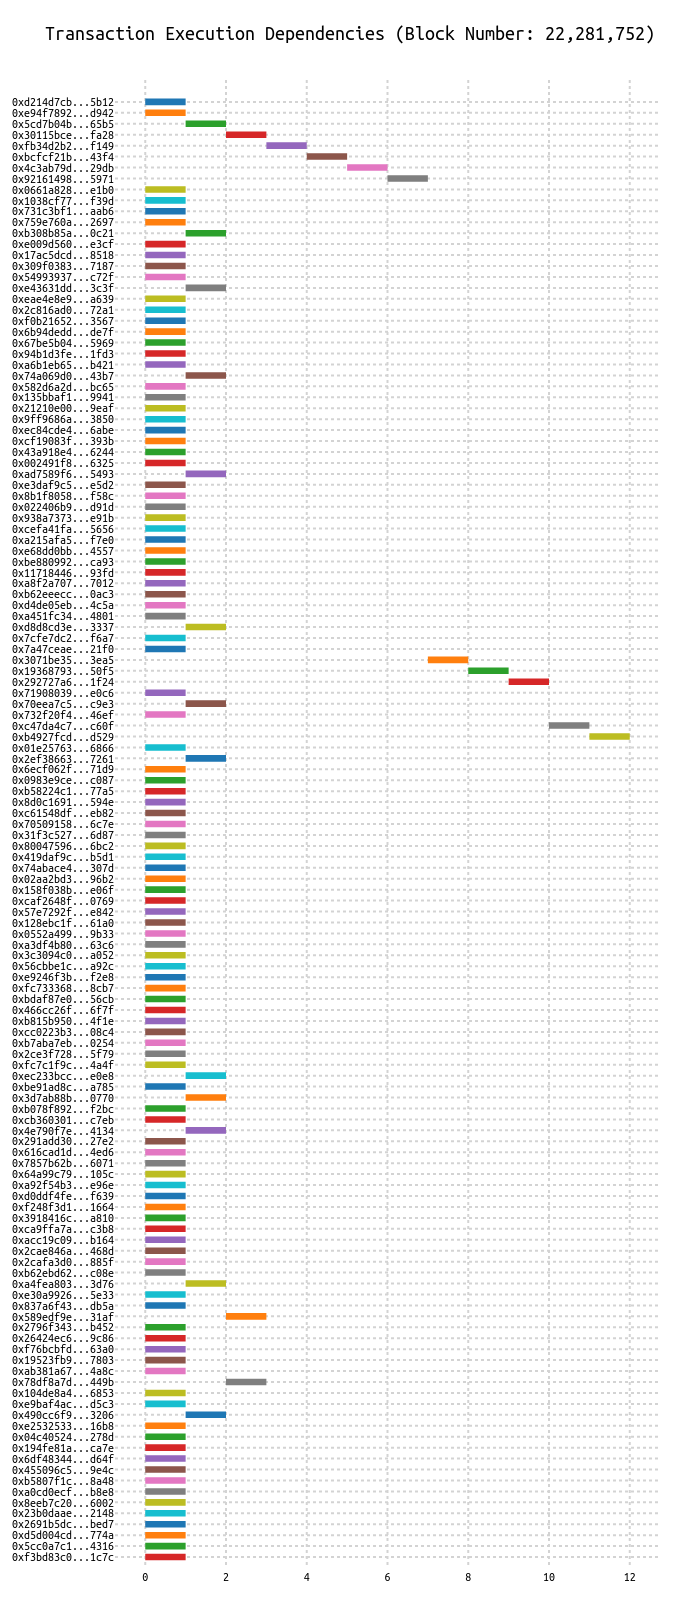 Transaction Execution Dependencies (Block Number: 22,281,752)
0xd214d7cb...5b12
0xe94f7892...d942
0x5cd7b04b...65b5
0x30115bce...fa28
0xfb34d2b2...f149
0xbcfcf21b...43f4
0x4c3ab79d...29db
0x92161498...5971
0x0661a828...e1b0
0x1038cf77...f39d
0x731c3bf1...aab6
0x759e760a...2697
0xb308b85a...0c21
0xe009d560...e3cf
0x17ac5dcd...8518
0x309f0383...7187
0x54993937...c72f
0xe43631dd...3c3f
0xeae4e8e9...a639
0x2c816ad0...72a1
0xf0b21652...3567
0x6b94dedd...de7f
0x67be5b04...5969
0x94b1d3fe...1fd3
0xa6b1eb65...b421
0x74a069d0...43b7
0x582d6a2d...bc65
0x135bbaf1...9941
0x21210e00...9eaf
0x9ff9686a...3850
0xec84cde4...6abe
0xcf19083f...393b
0x43a918e4...6244
0x002491f8...6325
0xad7589f6...5493
0xe3daf9c5...e5d2
0x8b1f8058...f58c
0x022406b9...d91d
0x938a7373...e91b
0xcefa41fa...5656
0xa215afa5...f7e0
0xe68dd0bb...4557
0xbe880992...ca93
0x11718446...93fd
0xa8f2a707...7012
0xb62eeecc...0ac3
0xd4de05eb...4c5a
0xa451fc34...4801
0xd8d8cd3e...3337
0x7cfe7dc2...f6a7
0x7a47ceae...21f0
0x3071be35...3ea5
0x19368793...50f5
0x292727a6...1f24
0x71908039...e0c6
0x70eea7c5...c9e3
0x732f20f4...46ef
0xc47da4c7...c60f
0xb4927fcd...d529
0x01e25763...6866
0x2ef38663...7261
0x6ecf062f...71d9
0x0983e9ce...c087
0xb58224c1...77a5
0x8d0c1691...594e
0xc61548df...eb82
0x70509158...6c7e
0x31f3c527...6d87
0x80047596...6bc2
0x419daf9c...b5d1
0x74abace4...307d
0x02aa2bd3...96b2
0x158f038b...e06f
0xcaf2648f...0769
0x57e7292f...e842
0x128ebc1f...61a0
0x0552a499...9b33
0xa3df4b80...63c6
0x3c3094c0...a052
0x56cbbe1c...a92c
0xe9246f3b...f2e8
0xfc733368...8cb7
0xbdaf87e0...56cb
0x466cc26f...6f7f
0xb815b950...4f1e
0xcc0223b3...08c4
0xb7aba7eb...0254
0x2ce3f728...5f79
0xfc7c1f9c...4a4f
0xec233bcc...e0e8
0xbe91ad8c...a785
0x3d7ab88b...0770
0xb078f892...f2bc
0xcb360301...c7eb
0x4e790f7e...4134
0x291add30...27e2
0x616cad1d...4ed6
0x7857b62b...6071
0x64a99c79...105c
0xa92f54b3...e96e
0xd0ddf4fe...f639
0xf248f3d1...1664
0x3918416c...a810
0xca9ffa7a...c3b8
0xacc19c09...b164
0x2cae846a...468d
0x2cafa3d0...885f
0xb62ebd62...c08e
0xa4fea803...3d76
0xe30a9926...5e33
0x837a6f43...db5a
0x589edf9e...31af
0x2796f343...b452
0x26424ec6...9c86
0xf76bcbfd...63a0
0x19523fb9...7803
0xab381a67...4a8c
0x78df8a7d...449b
0x104de8a4...6853
0xe9baf4ac...d5c3
0x490cc6f9...3206
0xe2532533...16b8
0x04c40524...278d
0x194fe81a...ca7e
0x6df48344...d64f
0x455096c5...9e4c
0xb5807f1c...8a48
0xa0cd0ecf...b8e8
0x8eeb7c20...6002
0x23b0daae...2148
0x2691b5dc...bed7
0xd5d004cd...774a
0x5cc0a7c1...4316
0xf3bd83c0...1c7c
0 2 4 6 8 10 12